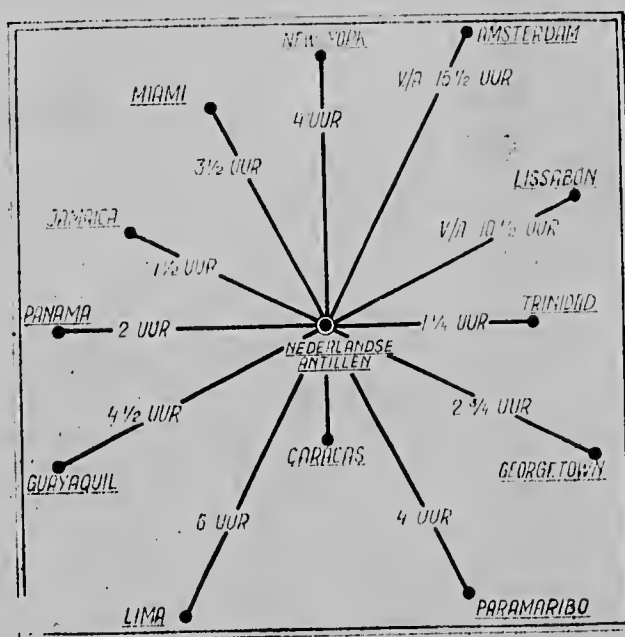 NEW YORK
AMSTERDAM
V/A 15½ UUR
MIAMI
4 UUR
3½ UUR
LISSABON
JAMAICA
V/A 10½ UUR
1½ UUR
PANAMA
2 UUR
1¼ UUR
TRINIDAD
NEDERLANDSE
ANTILLEN
4½ UUR
2¾ UUR
CARACAS
GUAYAQUIL
GEORGETOWN
6 UUR
4 UUR
LIMA
PARAMARIBO